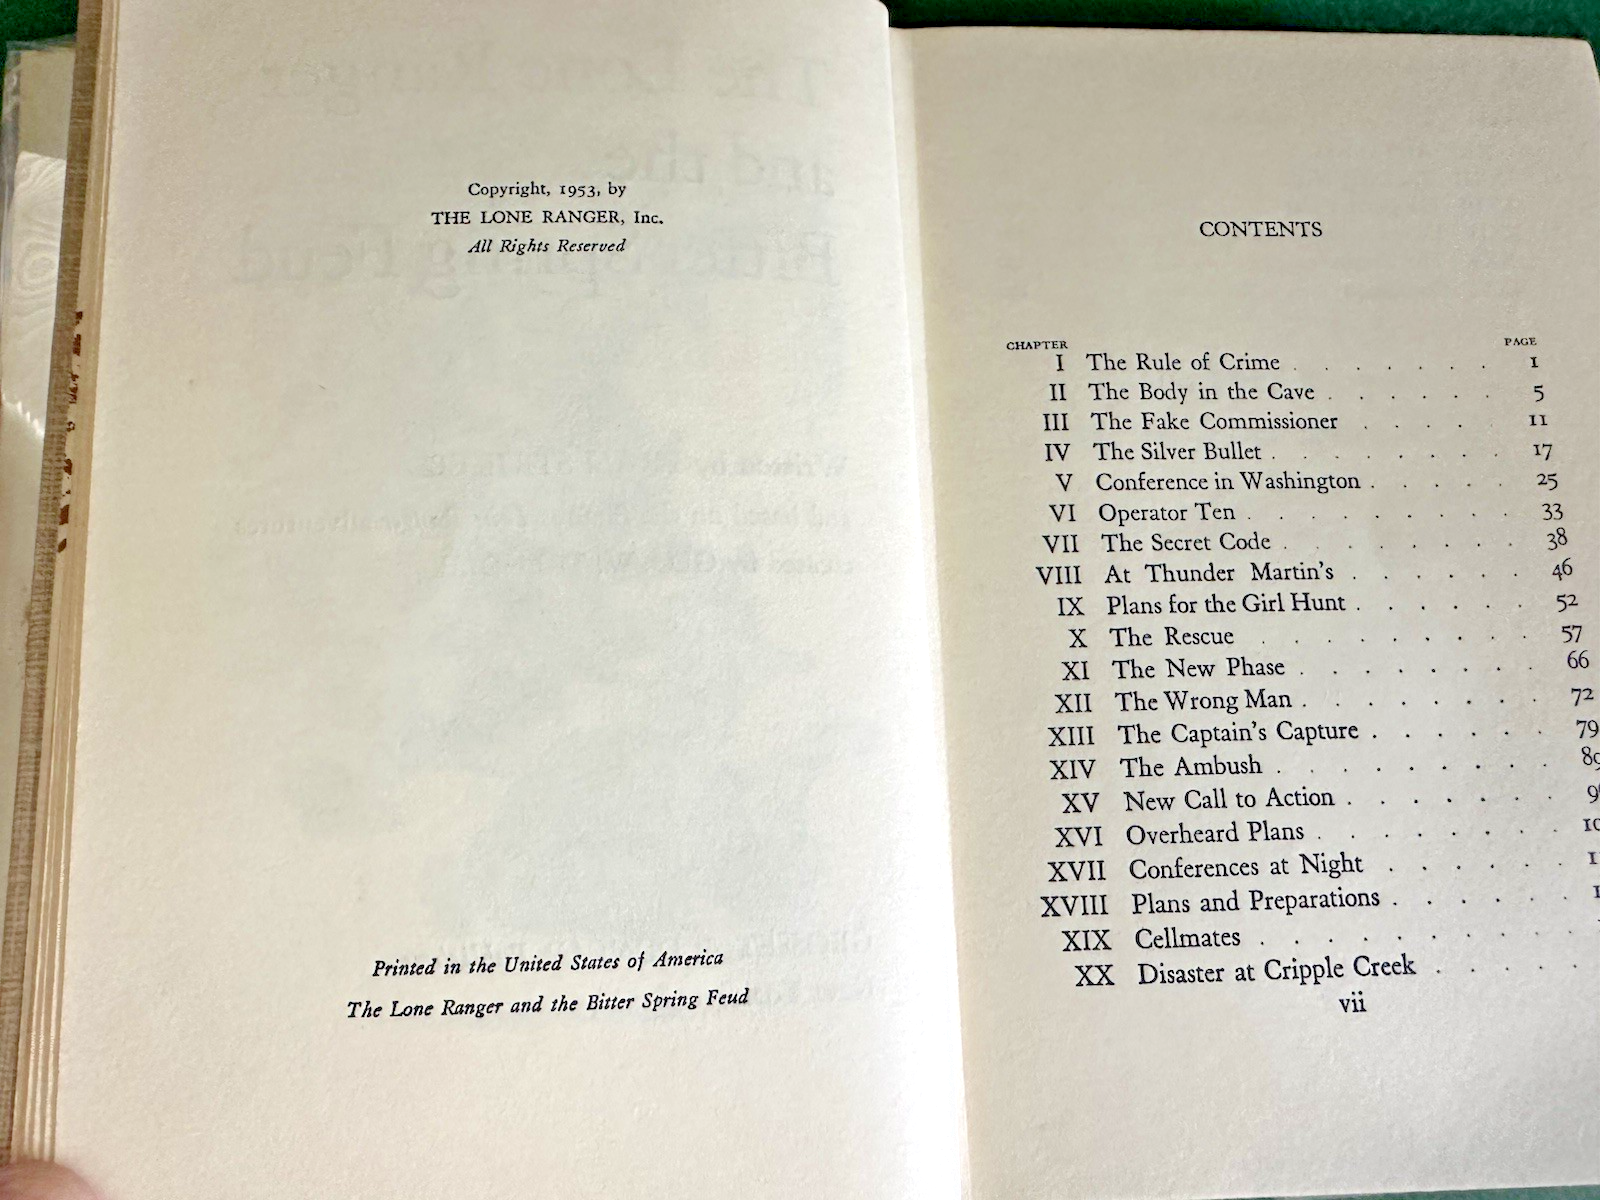 Copyright, 1953, by
THE LONE RANGER, Inc.
All Rights Reserved
Printed in the United States of America
The Lone Ranger and the Bitter Spring Feud
CONTENTS
CHAPTER PAGE
I The Rule of Crime . . . . . . . 1
II The Body in the Cave . . . . . . 5
III The Fake Commissioner . . . . 11
IV The Silver Bullet . . . . . . . . 17
V Conference in Washington . . . . . 25
VI Operator Ten . . . . . . . . . 33
VII The Secret Code . . . . . . . . 38
VIII At Thunder Martin's . . . . . . 46
IX Plans for the Girl Hunt . . . . . . 52
X The Rescue . . . . . . . . . 57
XI The New Phase . . . . . . . . 66
XII The Wrong Man . . . . . . . . 72
XIII The Captain's Capture . . . . . . 79
XIV The Ambush . . . . . . . . .
XV New Call to Action . . . . . . .
XVI Overheard Plans . . . . . . . .
XVII Conferences at Night . . . . . .
XVIII Plans and Preparations . . . . . .
XIX Cellmates . . . . . . . . . .
XX Disaster at Cripple Creek . . . . .
vii